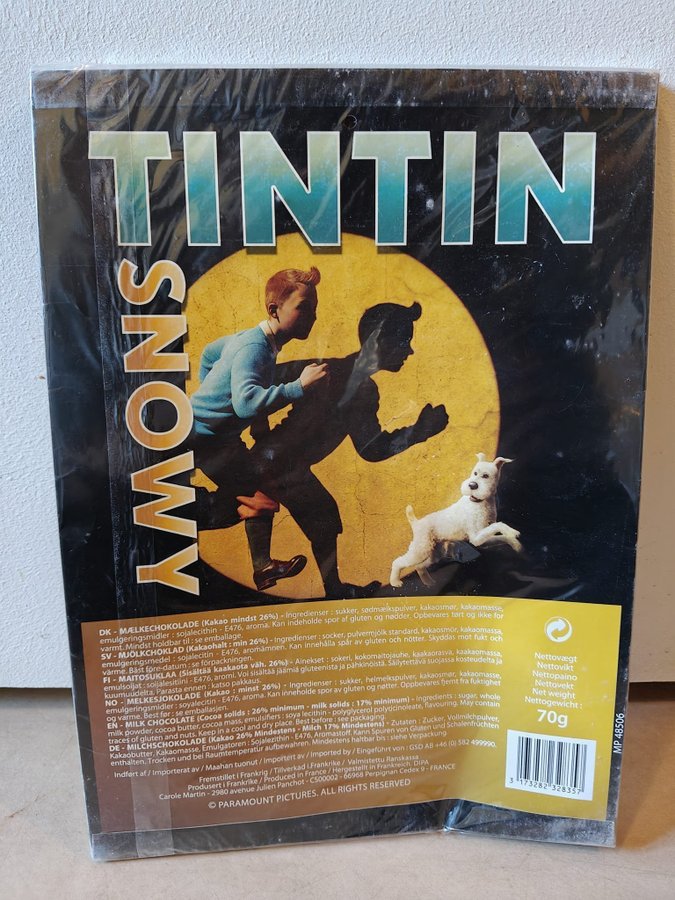 TINTIN
SNOWY
DK - MÆLKECHOKOLADE (Kakao mindst 26%) - Ingredienser : sukker, sødmælkspulver, kakaosmør, kakaomasse,
emulgeringsmidler : sojalecithin - E476, aroma. Kan indeholde spor af gluten og nødder. Opbevares tørt og ikke for
varmt. Mindst holdbar til : se emballage.
SV - MJÖLKCHOKLAD (Kakaohalt : min 26%) - Ingredienser : socker, pulvermjölk standard, kakaosmör, kakaomassa,
emulgeringsmedel : sojalecitin - E476, aromämnen. Kan innehålla spår av gluten och nötter. Skyddas mot fukt och
värme. Bäst före-datum : se förpackningen.
FI - MAITOSUKLAA (Sisältää kaakaota väh. 26%) - Ainekset : sokeri, kokomaitojauhe, kaakaorasva, kaakaomassa,
emulsoijat : sojalesitiini - E476, aromi. Voi sisältää jäämiä gluteenista ja pähkinöistä. Säilytettävä suojassa kosteudelta ja
kuumuudelta. Parasta ennen : katso pakkaus.
NO - MELKESJOKOLADE (Kakao : minst 26%) - Ingredienser : sukker, helmelkspulver, kakaosmør, kakaomasse,
emulgeringsmidler : soyalecitin - E476, aroma. Kan inneholde spor av gluten og nøtter. Oppbevares fjernt fra fuktighet
og varme. Best før : se emballasjen.
EN - MILK CHOCOLATE (Cocoa solids : 26% minimum - milk solids : 17% minimum) - Ingredients : sugar, whole
milk powder, cocoa butter, cocoa mass, emulsifiers : soya lecithin - polyglycerol polyricinoleate, flavouring. May contain
traces of gluten and nuts. Keep in a cool and dry place. Best before : see packaging.
DE - MILCHSCHOKOLADE (Kakao 26% Mindestens - Milch 17% Mindestens) - Zutaten : Zucker, Vollmilchpulver,
Kakaobutter, Kakaomasse, Emulgatoren : Sojalezithin - E476, Aromastoff. Kann Spuren von Gluten und Schalenfrüchten
enthalten. Trocken und bei Raumtemperatur aufbewahren. Mindestens haltbar bis : siehe Verpackung.
Indført af / Importerat av / Maahan tuonut / Importert av / Imported by / Eingeführt von : GSD AB +46 (0) 582 499990.
Fremstillet i Frankrig / Tillverkad i Frankrike / Valmistettu Ranskassa
Produsert i Frankrike / Produced in France / Hergestellt in Frankreich. DIPA
Carole Martin - 2980 avenue Julien Panchot - CS00002 - 66968 Perpignan Cedex 9 - FRANCE
© PARAMOUNT PICTURES. ALL RIGHTS RESERVED
Nettovægt
Nettovikt
Nettopaino
Nettovekt
Net weight
Nettogewicht :
70g
3 173282 328357
MP 48506